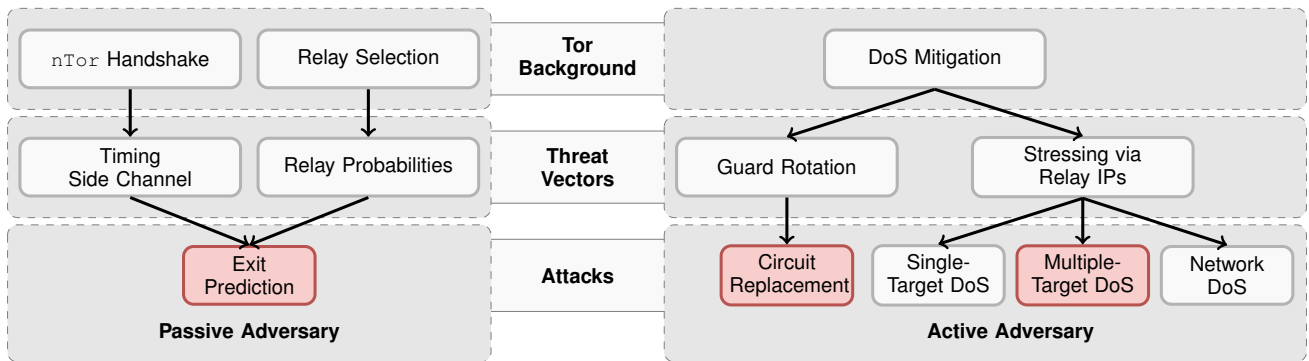 nTor Handshake
Relay Selection
Tor
Background
DoS Mitigation
Timing
Side Channel
Relay Probabilities
Threat
Vectors
Guard Rotation
Stressing via
Relay IPs
Exit
Prediction
Attacks
Circuit
Replacement
Single-
Target DoS
Multiple-
Target DoS
Network
DoS
Passive Adversary
Active Adversary